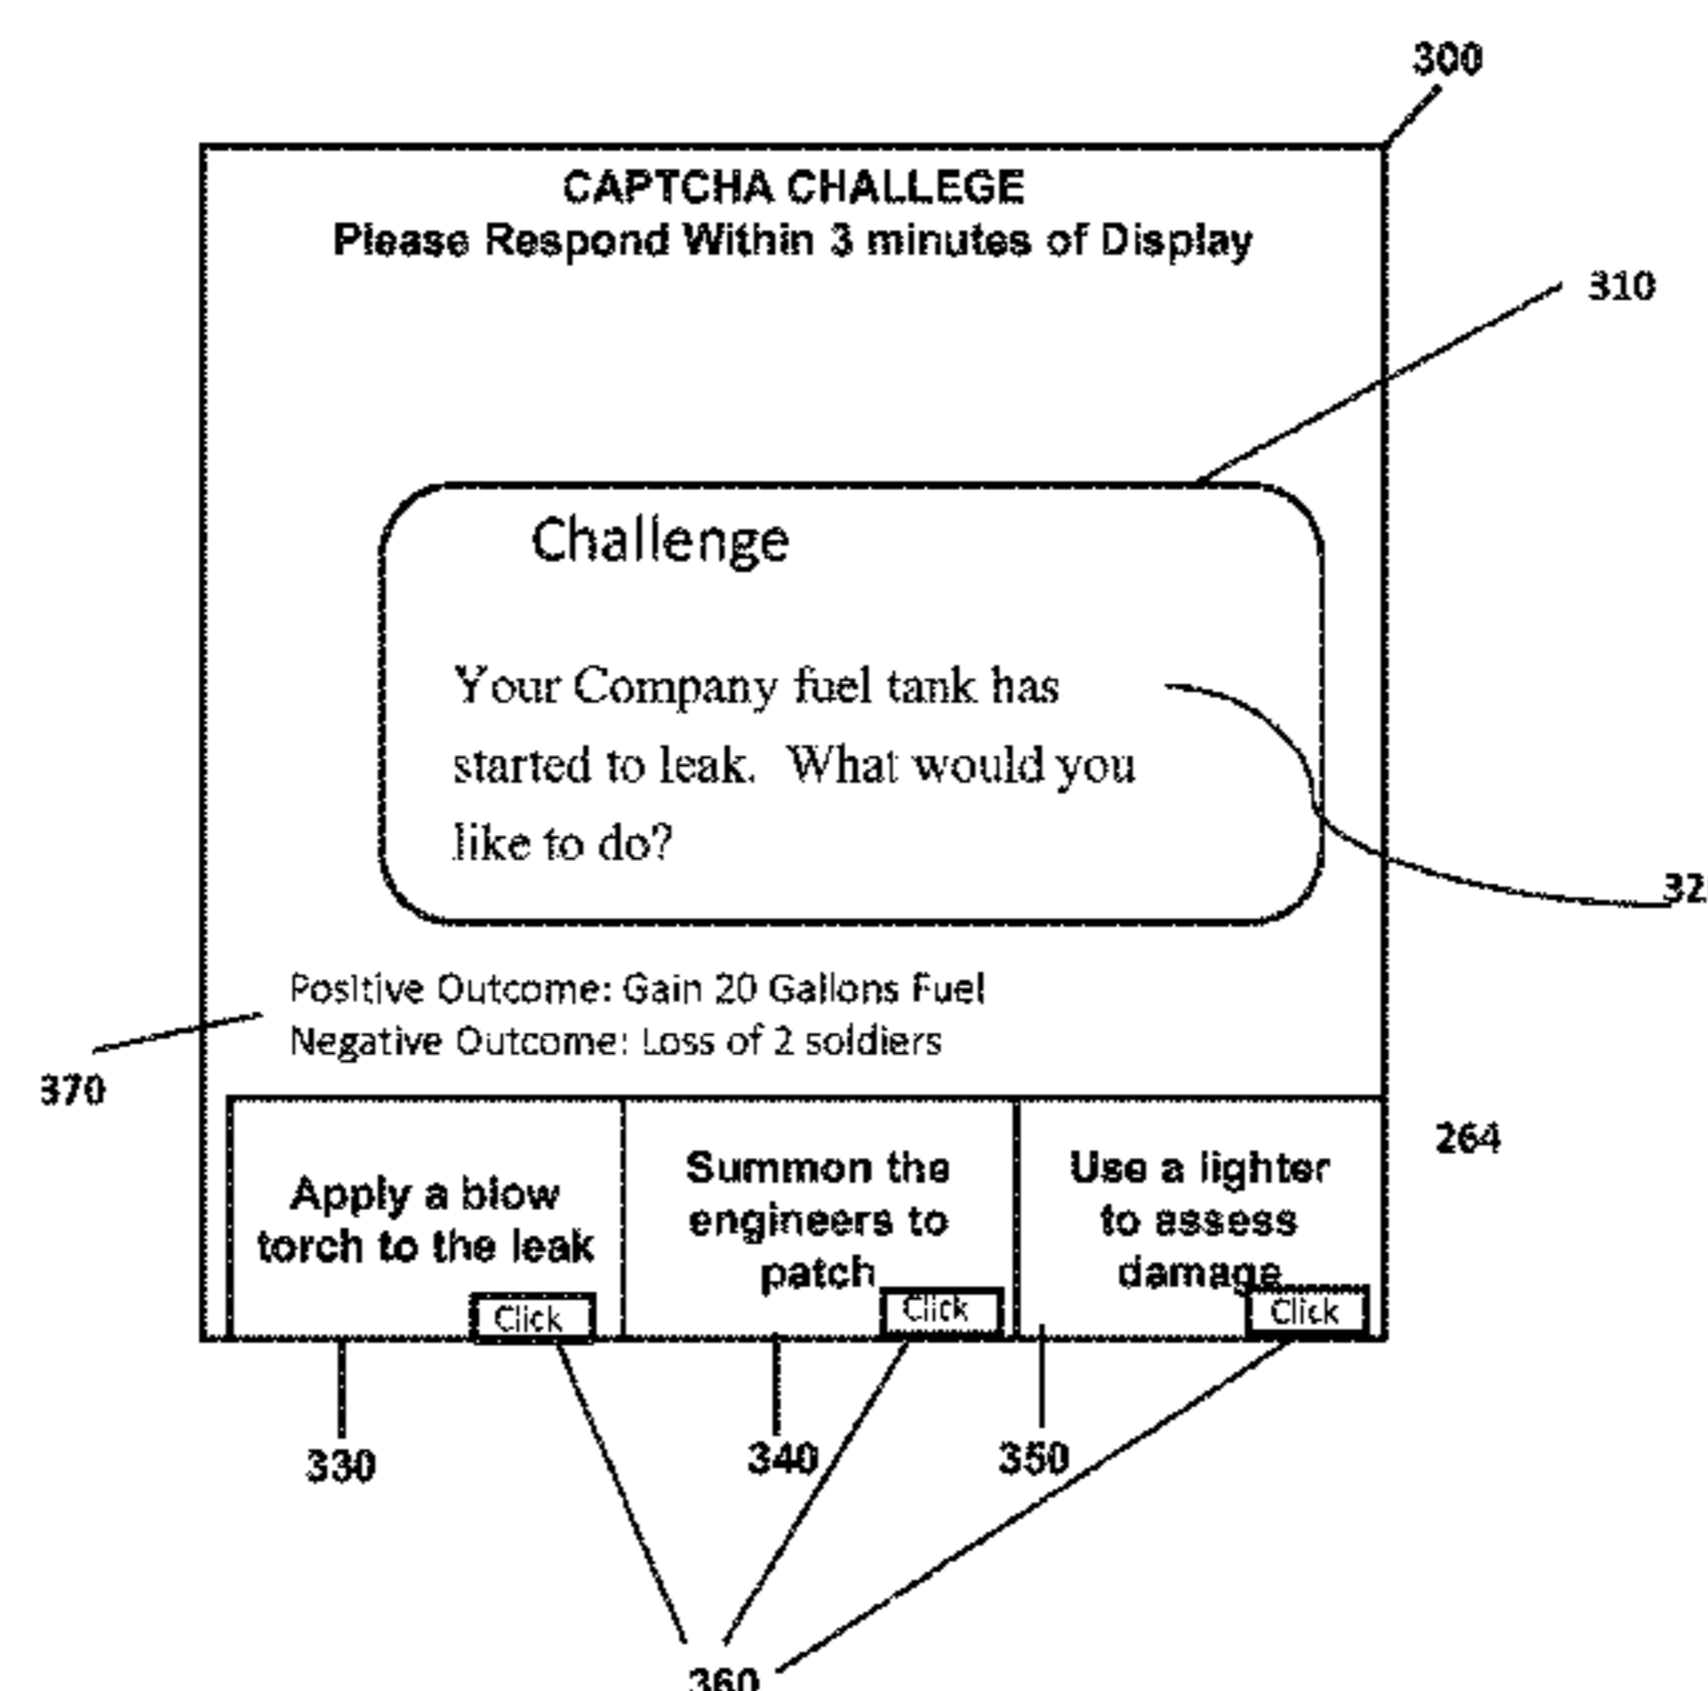 300
CAPTCHA CHALLEGE
Please Respond Within 3 minutes of Display
310
Challenge
Your Company fuel tank has
started to leak. What would you
like to do?
32
Positive Outcome: Gain 20 Gallons Fuel
Negative Outcome: Loss of 2 soldiers
370
264
Apply a blow
torch to the leak
Click
Summon the
engineers to
patch
Click
Use a lighter
to assess
damage
Click
330
340
350
360